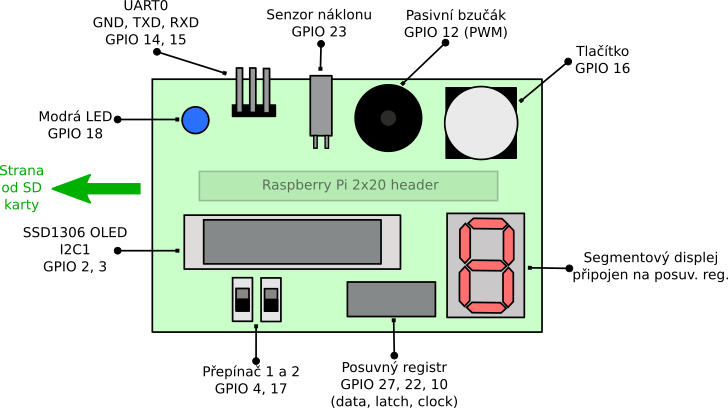 UART0
GND, TXD, RXD
GPIO 14, 15
Senzor náklonu
GPIO 23
Pasivní bzučák
GPIO 12 (PWM)
Tlačítko
GPIO 16
Modrá LED
GPIO 18
Strana
od SD
karty
Raspberry Pi 2x20 header
SSD1306 OLED
I2C1
GPIO 2, 3
Segmentový displej
připojen na posuv. reg.
Přepínač 1 a 2
GPIO 4, 17
Posuvný registr
GPIO 27, 22, 10
(data, latch, clock)